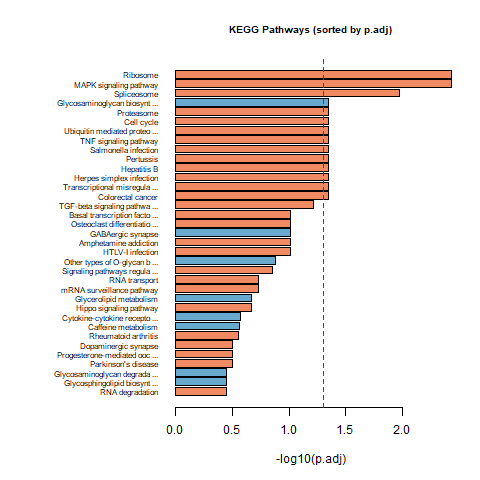 KEGG Pathways (sorted by p.adj)
Ribosome
MAPK signaling pathway
Spliceosome
Glycosaminoglycan biosynt ...
Proteasome
Cell cycle
Ubiquitin mediated proteo ...
TNF signaling pathway
Salmonella infection
Pertussis
Hepatitis B
Herpes simplex infection
Transcriptional misregula ...
Colorectal cancer
TGF-beta signaling pathwa ...
Basal transcription facto ...
Osteoclast differentiatio ...
GABAergic synapse
Amphetamine addiction
HTLV-I infection
Other types of O-glycan b ...
Signaling pathways regula ...
RNA transport
mRNA surveillance pathway
Glycerolipid metabolism
Hippo signaling pathway
Cytokine-cytokine recepto ...
Caffeine metabolism
Rheumatoid arthritis
Dopaminergic synapse
Progesterone-mediated ooc ...
Parkinson's disease
Glycosaminoglycan degrada ...
Glycosphingolipid biosynt ...
RNA degradation
0.0 0.5 1.0 1.5 2.0
-log10(p.adj)